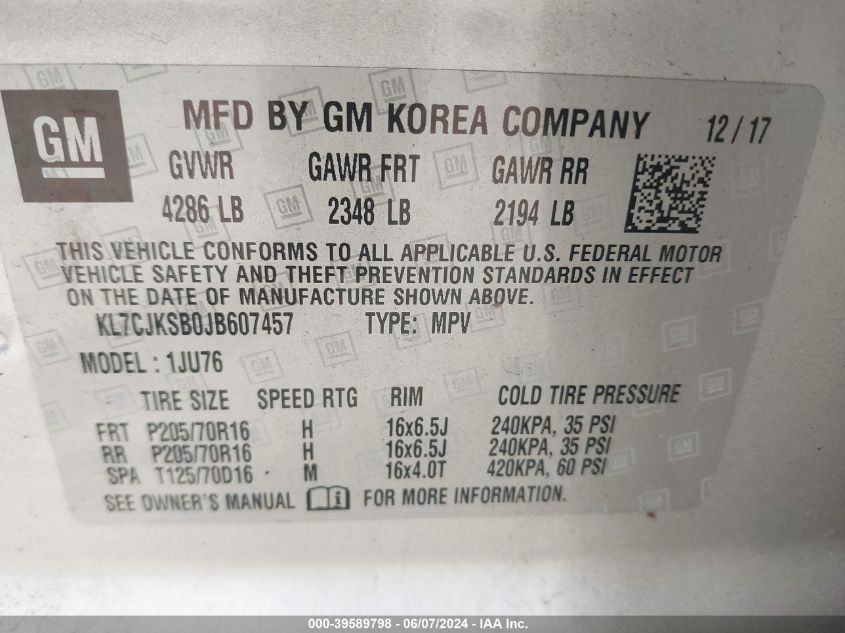 GM
MFD BY GM KOREA COMPANY 12/17
GVWR GAWR FRT GAWR RR
4286 LB 2348 LB 2194 LB
THIS VEHICLE CONFORMS TO ALL APPLICABLE U.S. FEDERAL MOTOR
VEHICLE SAFETY AND THEFT PREVENTION STANDARDS IN EFFECT
ON THE DATE OF MANUFACTURE SHOWN ABOVE.
KL7CJKSB0JB607457 TYPE: MPV
MODEL: 1JU76
TIRE SIZE SPEED RTG RIM COLD TIRE PRESSURE
FRT P205/70R16 H 16x6.5J 240KPA, 35 PSI
RR P205/70R16 H 16x6.5J 240KPA, 35 PSI
SPA T125/70D16 M 16x4.0T 420KPA, 60 PSI
SEE OWNER'S MANUAL i FOR MORE INFORMATION.
000-39589798 - 06/07/2024 - IAA Inc.